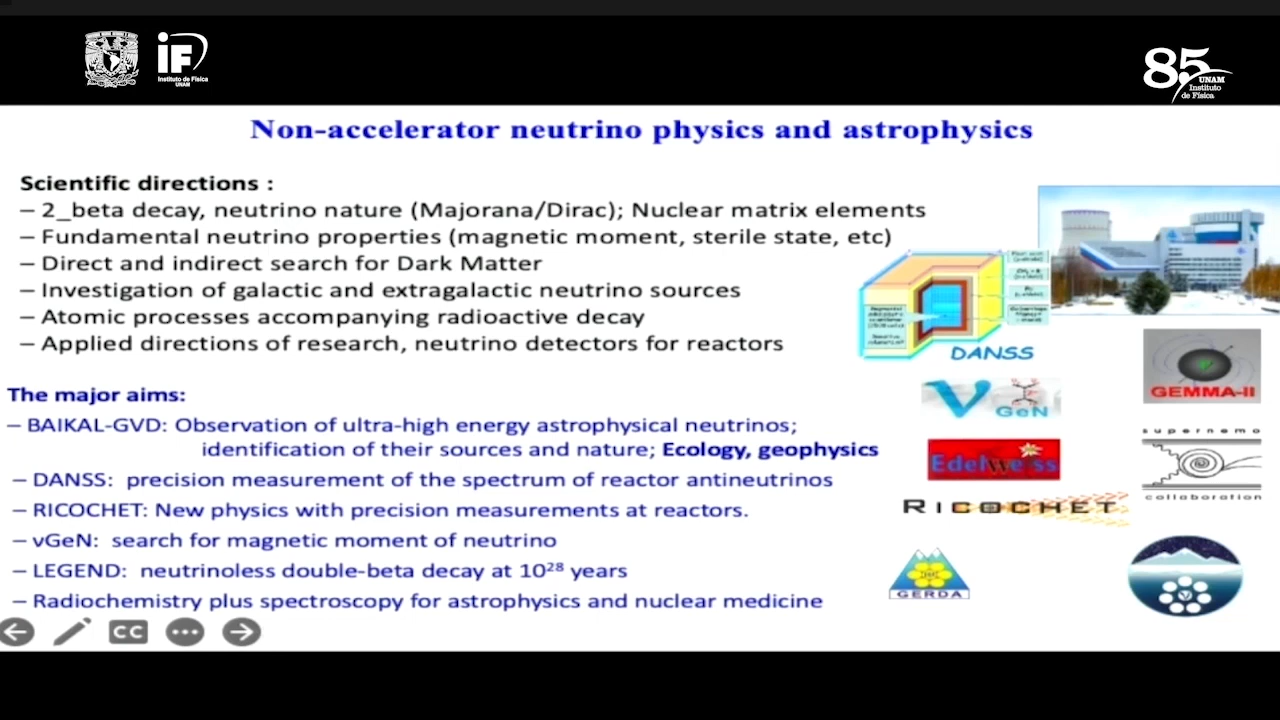 iF
Instituto de Física
UNAM
85
UNAM
Instituto
de Física
Non-accelerator neutrino physics and astrophysics
Scientific directions :
– 2_beta decay, neutrino nature (Majorana/Dirac); Nuclear matrix elements
– Fundamental neutrino properties (magnetic moment, sterile state, etc)
– Direct and indirect search for Dark Matter
– Investigation of galactic and extragalactic neutrino sources
– Atomic processes accompanying radioactive decay
– Applied directions of research, neutrino detectors for reactors
DANSS
GEMMA-II
ν GeN
The major aims:
– BAIKAL-GVD: Observation of ultra-high energy astrophysical neutrinos;
identification of their sources and nature; Ecology, geophysics
– DANSS: precision measurement of the spectrum of reactor antineutrinos
– RICOCHET: New physics with precision measurements at reactors.
– νGeN: search for magnetic moment of neutrino
– LEGEND: neutrinoless double-beta decay at 10²⁸ years
– Radiochemistry plus spectroscopy for astrophysics and nuclear medicine
supernemo
Edelweiss
collaboration
RICOCHET
GERDA
CC